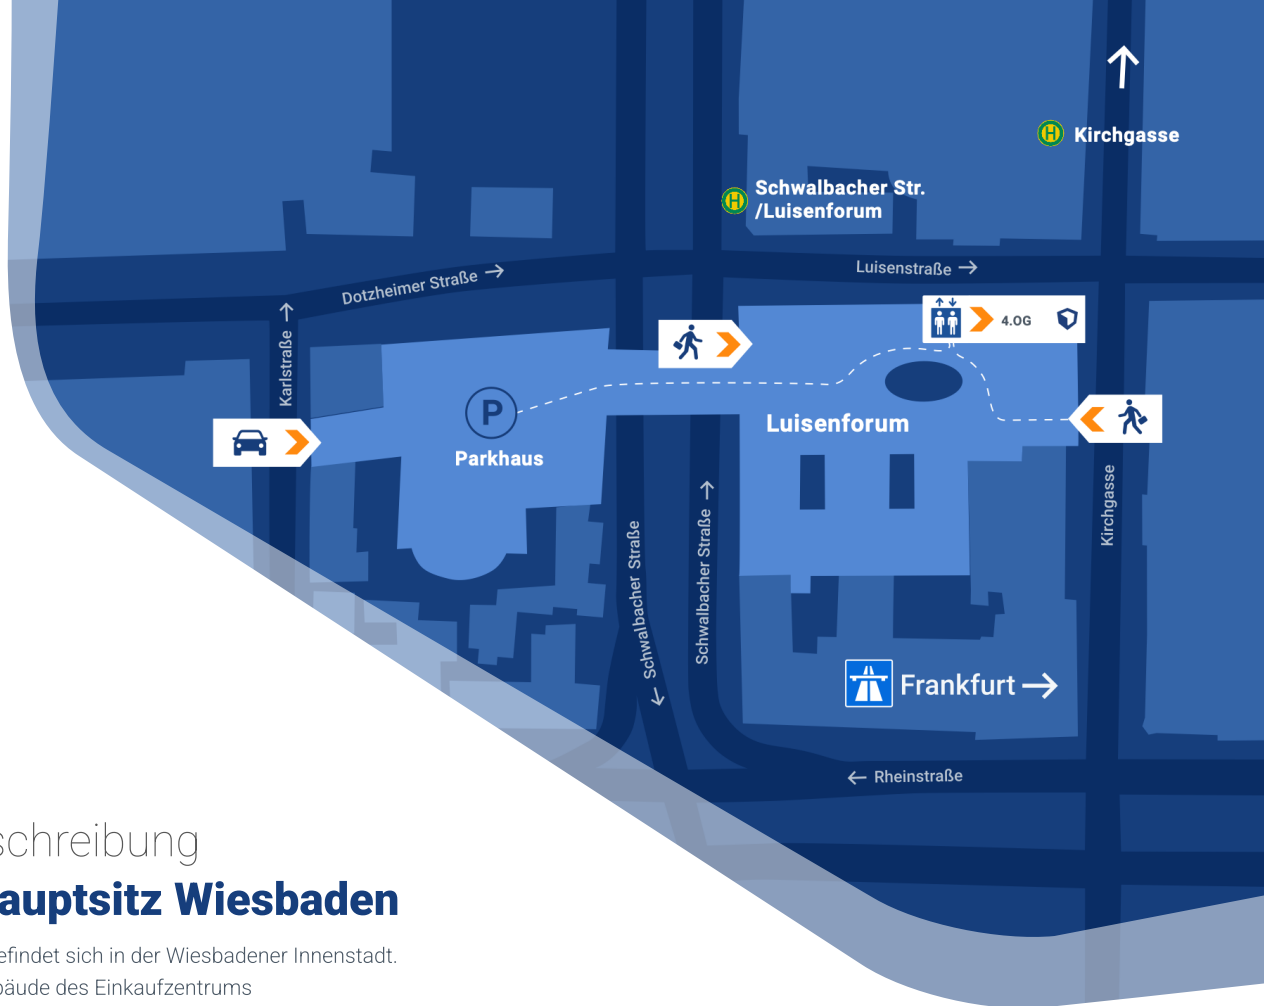 Kirchgasse
Schwalbacher Str.
/Luisenforum
Luisenstraße
Dotzheimer Straße
4.OG
Karlstraße
P
Parkhaus
Luisenforum
Kirchgasse
Schwalbacher Straße
Schwalbacher Straße
Frankfurt
Rheinstraße
schreibung
auptsitz Wiesbaden
efindet sich in der Wiesbadener Innenstadt.
bäude des Einkaufzentrums
H
H